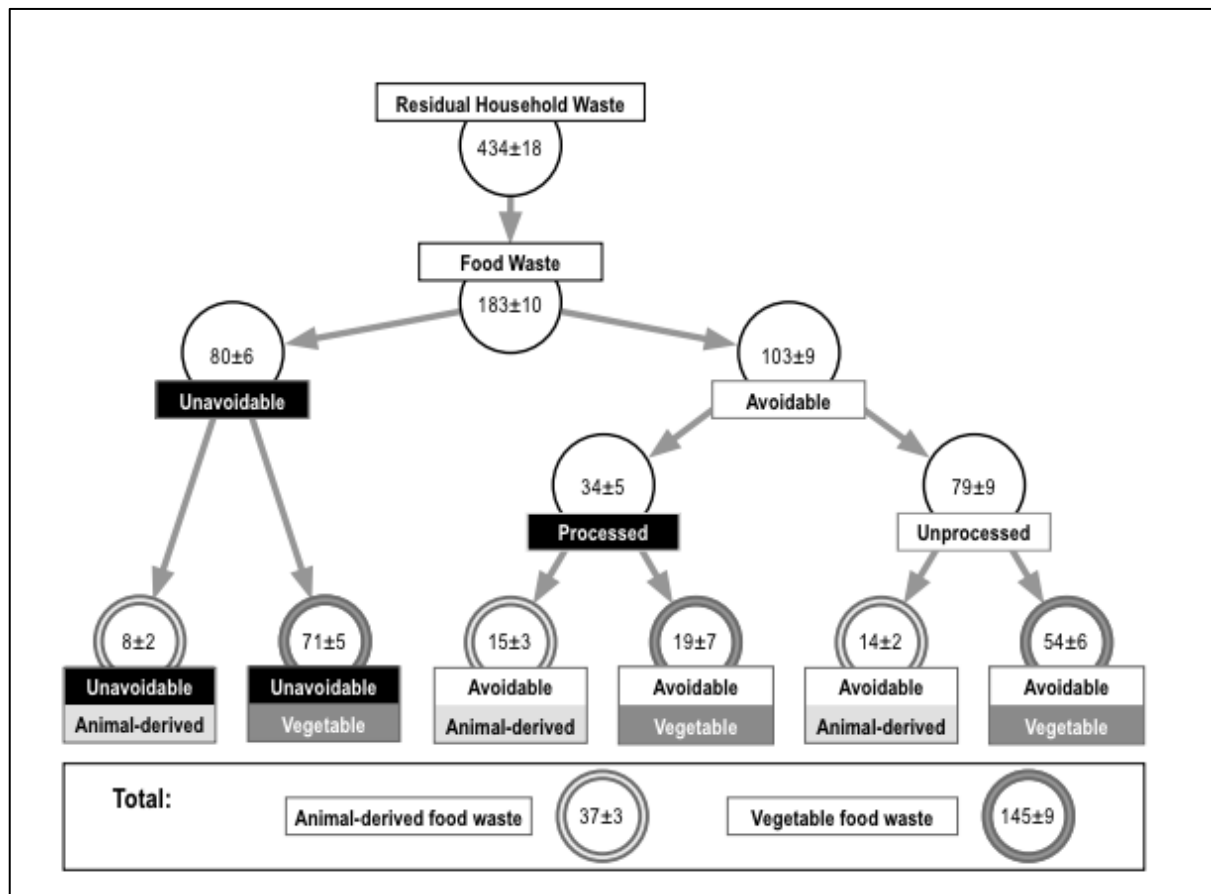 Residual Household Waste
434±18
Food Waste
183±10
80±6
103±9
Unavoidable
Avoidable
34±5
79±9
Processed
Unprocessed
8±2
71±5
15±3
19±7
14±2
54±6
Unavoidable
Unavoidable
Avoidable
Avoidable
Avoidable
Avoidable
Animal-derived
Vegetable
Animal-derived
Vegetable
Animal-derived
Vegetable
Total:
Animal-derived food waste
37±3
Vegetable food waste
145±9